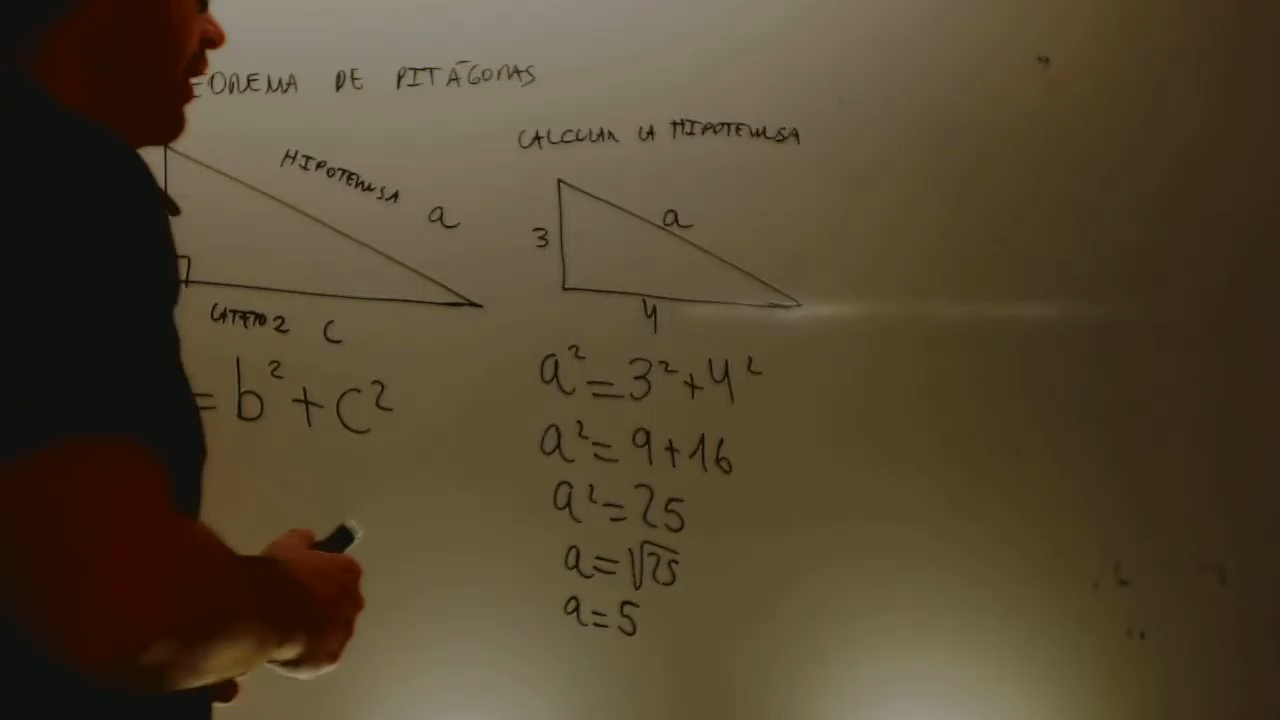 EOREMA DE PITÁGORAS
CALCULAR LA HIPOTENUSA
HIPOTENUSA
a
CATETO 2 C
= b² + c²
3
a
4
a² = 3² + 4²
a² = 9 + 16
a² = 25
a = √25
a = 5